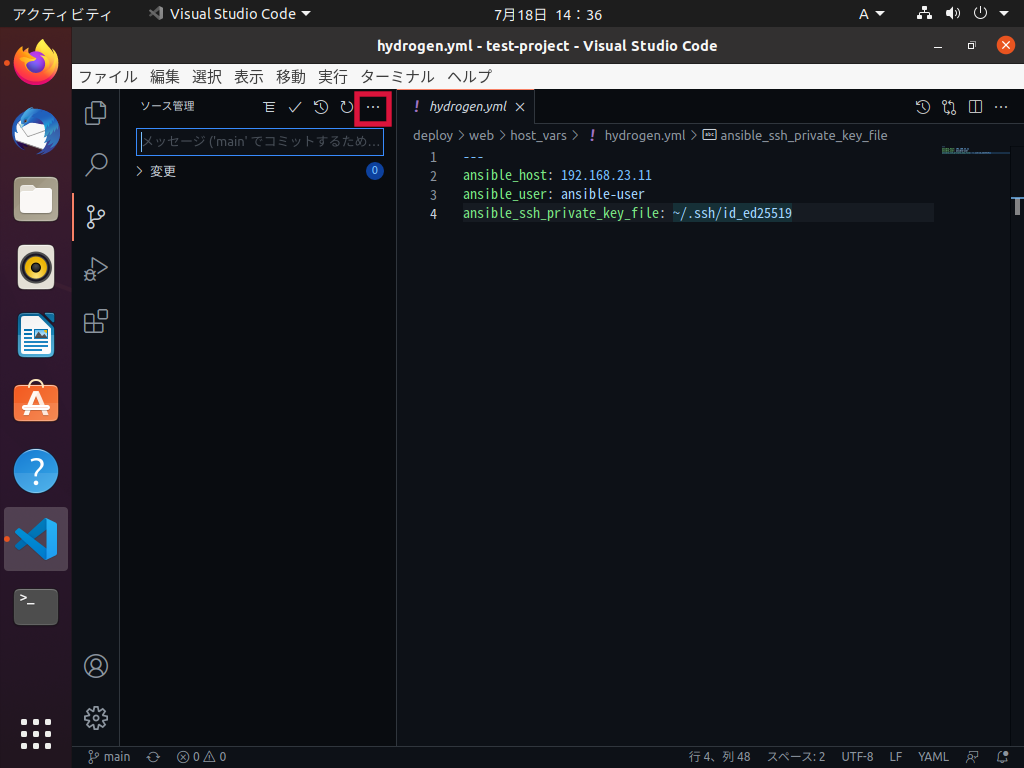 アクティビティ
Visual Studio Code
7月18日 14：36
A
hydrogen.yml - test-project - Visual Studio Code
ファイル 編集 選択 表示 移動 実行 ターミナル ヘルプ
ソース管理
メッセージ ('main' でコミットするため…
変更
0
! hydrogen.yml
deploy > web > host_vars > ! hydrogen.yml > abc ansible_ssh_private_key_file
1 ---
2 ansible_host: 192.168.23.11
3 ansible_user: ansible-user
4 ansible_ssh_private_key_file: ~/.ssh/id_ed25519
>_
main
0 0
行 4、列 48
スペース: 2
UTF-8
LF
YAML